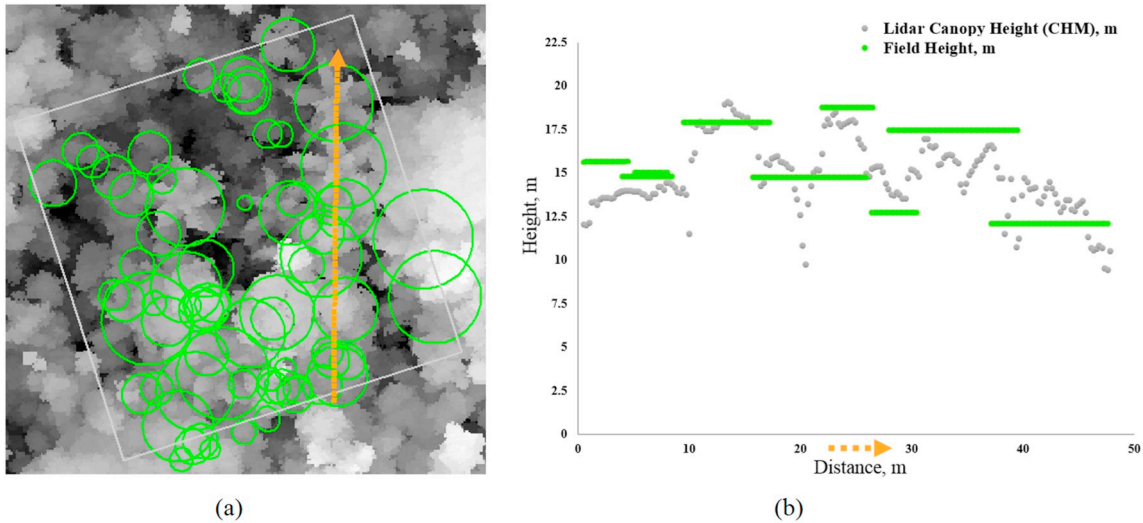 Lidar Canopy Height (CHM), m
Field Height, m
22.5
20
17.5
15
12.5
10
7.5
5
2.5
0
Height, m
0 10 20 30 40 50
Distance, m
(a) (b)